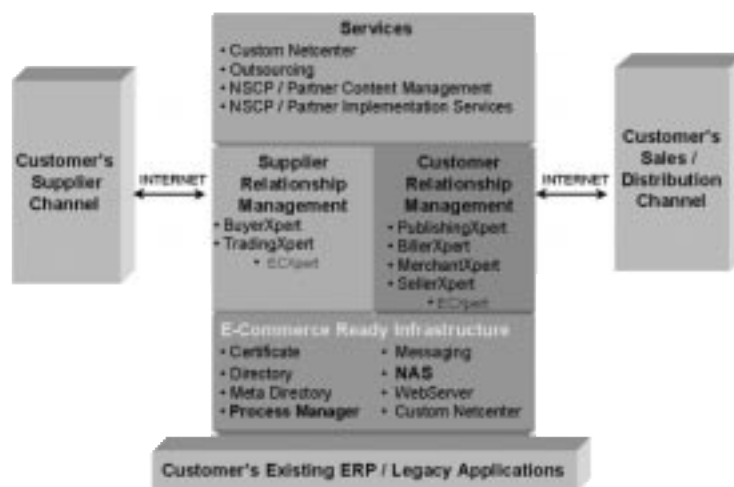 Services
• Custom Netcenter
• Outsourcing
• NSCP / Partner Content Management
• NSCP / Partner Implementation Services
Customer's
Supplier
Channel
INTERNET
Supplier
Relationship
Management
• BuyerXpert
• TradingXpert
• ECXpert
Customer
Relationship
Management
• PublishingXpert
• BillerXpert
• MerchantXpert
• SellerXpert
• ECXpert
INTERNET
Customer's
Sales /
Distribution
Channel
E-Commerce Ready Infrastructure
• Certificate
• Directory
• Meta Directory
• Process Manager
• Messaging
• NAS
• WebServer
• Custom Netcenter
Customer's Existing ERP / Legacy Applications